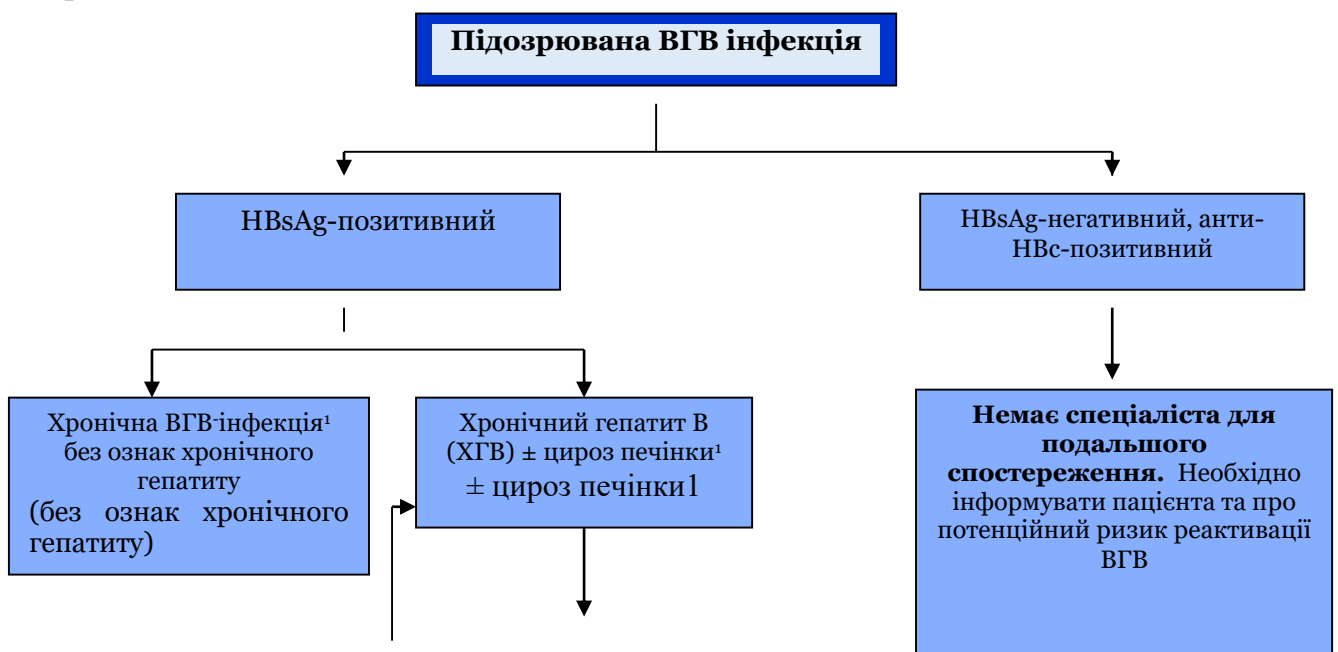 Підозрювана ВГВ інфекція
HBsAg-позитивний
HBsAg-негативний, анти-
HBc-позитивний
Хронічна ВГВ-інфекція¹
без ознак хронічного
гепатиту
(без ознак хронічного
гепатиту)
Хронічний гепатит В
(ХГВ) ± цироз печінки¹
± цироз печінки1
Немає спеціаліста для
подальшого
спостереження. Необхідно
інформувати пацієнта та про
потенційний ризик реактивації
ВГВ